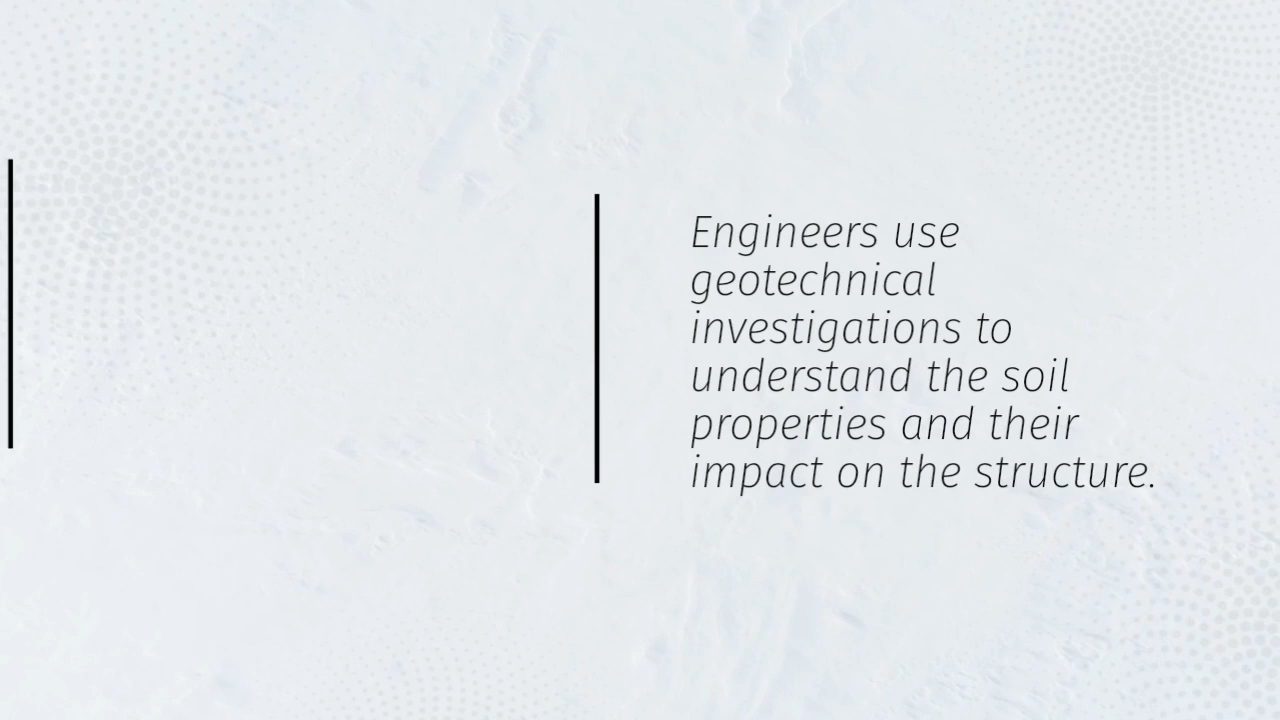 Engineers use
geotechnical
investigations to
understand the soil
properties and their
impact on the structure.